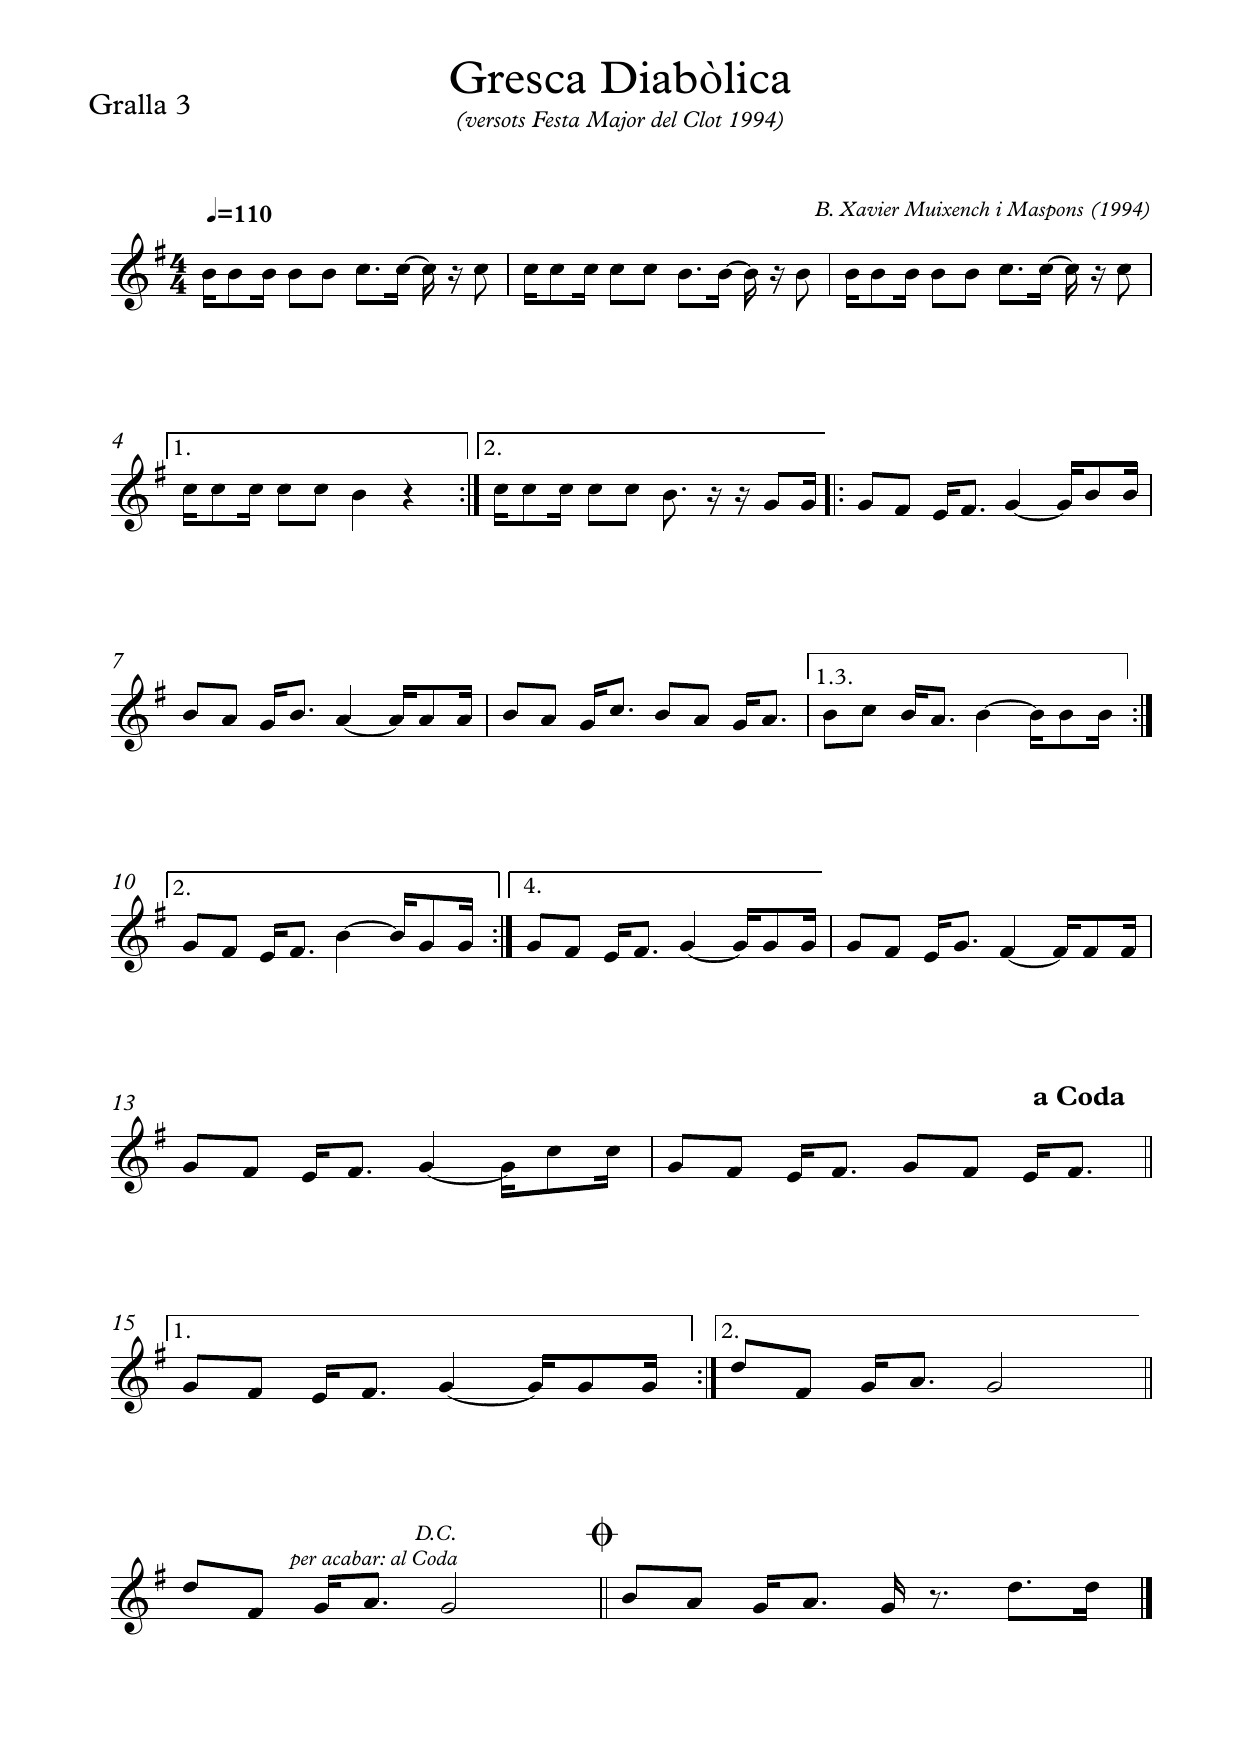 Gresca Diabòlica
Gralla 3
(versots Festa Major del Clot 1994)
=110
B. Xavier Muixench i Maspons (1994)
4
4
4
1.
2.
7
1.3.
10
2.
4.
a Coda
13
15
1.
2.
D.C.
per acabar: al Coda